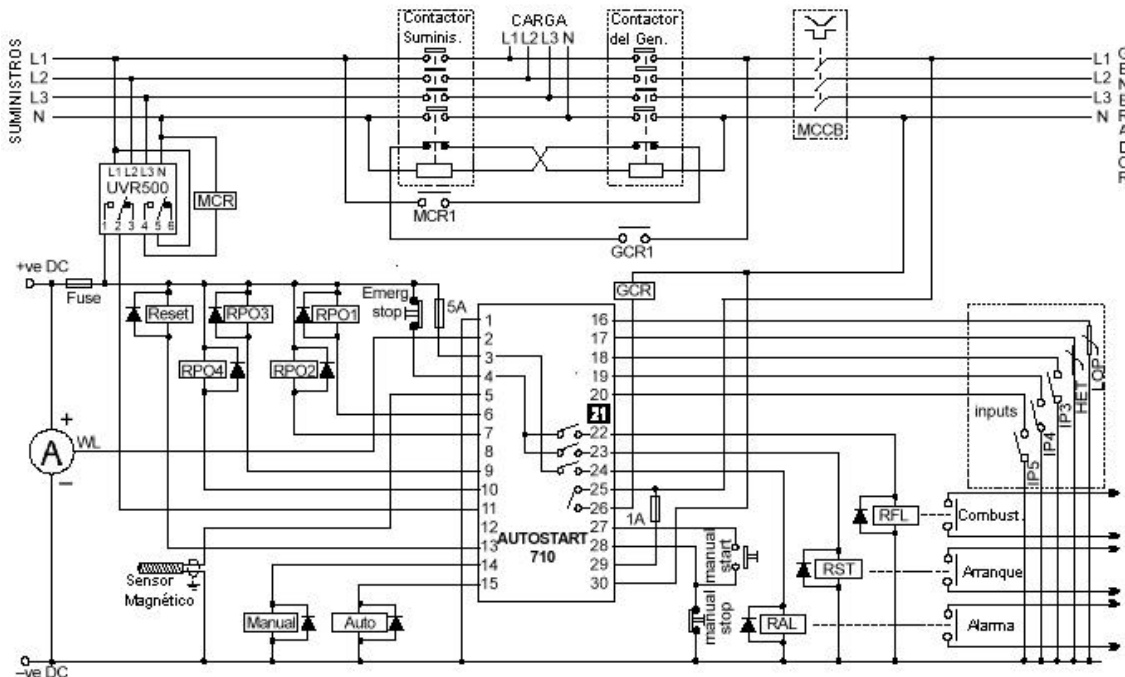 Contactor
Suminis.
CARGA
L1 L2 L3 N
Contactor
del Gen.
SUMINISTROS
L1
L2
L3
N
L1
L2
L3
N
GENERADOR
MCCB
L1 L2 L3 N
UVR500
1 2 3 4 5 6
MCR
MCR1
GCR1
GCR
+ve DC
Fuse
Reset
RPO3
RPO1
RPO4
RPO2
Emerg
stop
5A
1
2
3
4
5
6
7
8
9
10
11
12
13
14
15
16
17
18
19
20
21
22
23
24
25
26
27
28
29
30
AUTOSTART
710
inputs
IP5
IP4
IP3
HET
LOP
+
A
WL
–
1A
manual
start
manual
stop
Sensor
Magnético
Manual
Auto
RFL
Combust.
RST
Arranque
RAL
Alarma
–ve DC